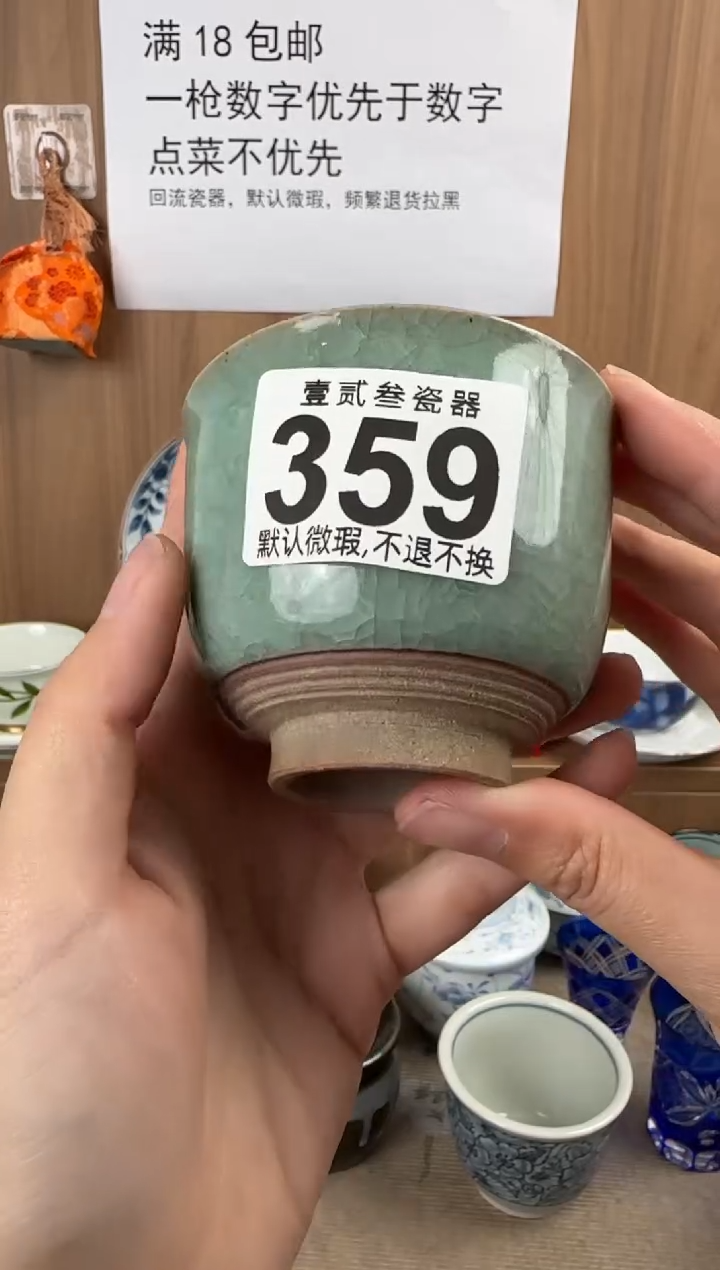 满 18 包邮
一枪数字优先于数字
点菜不优先
回流瓷器，默认微瑕，频繁退货拉黑
壹贰叁瓷器
359
默认微瑕,不退不换